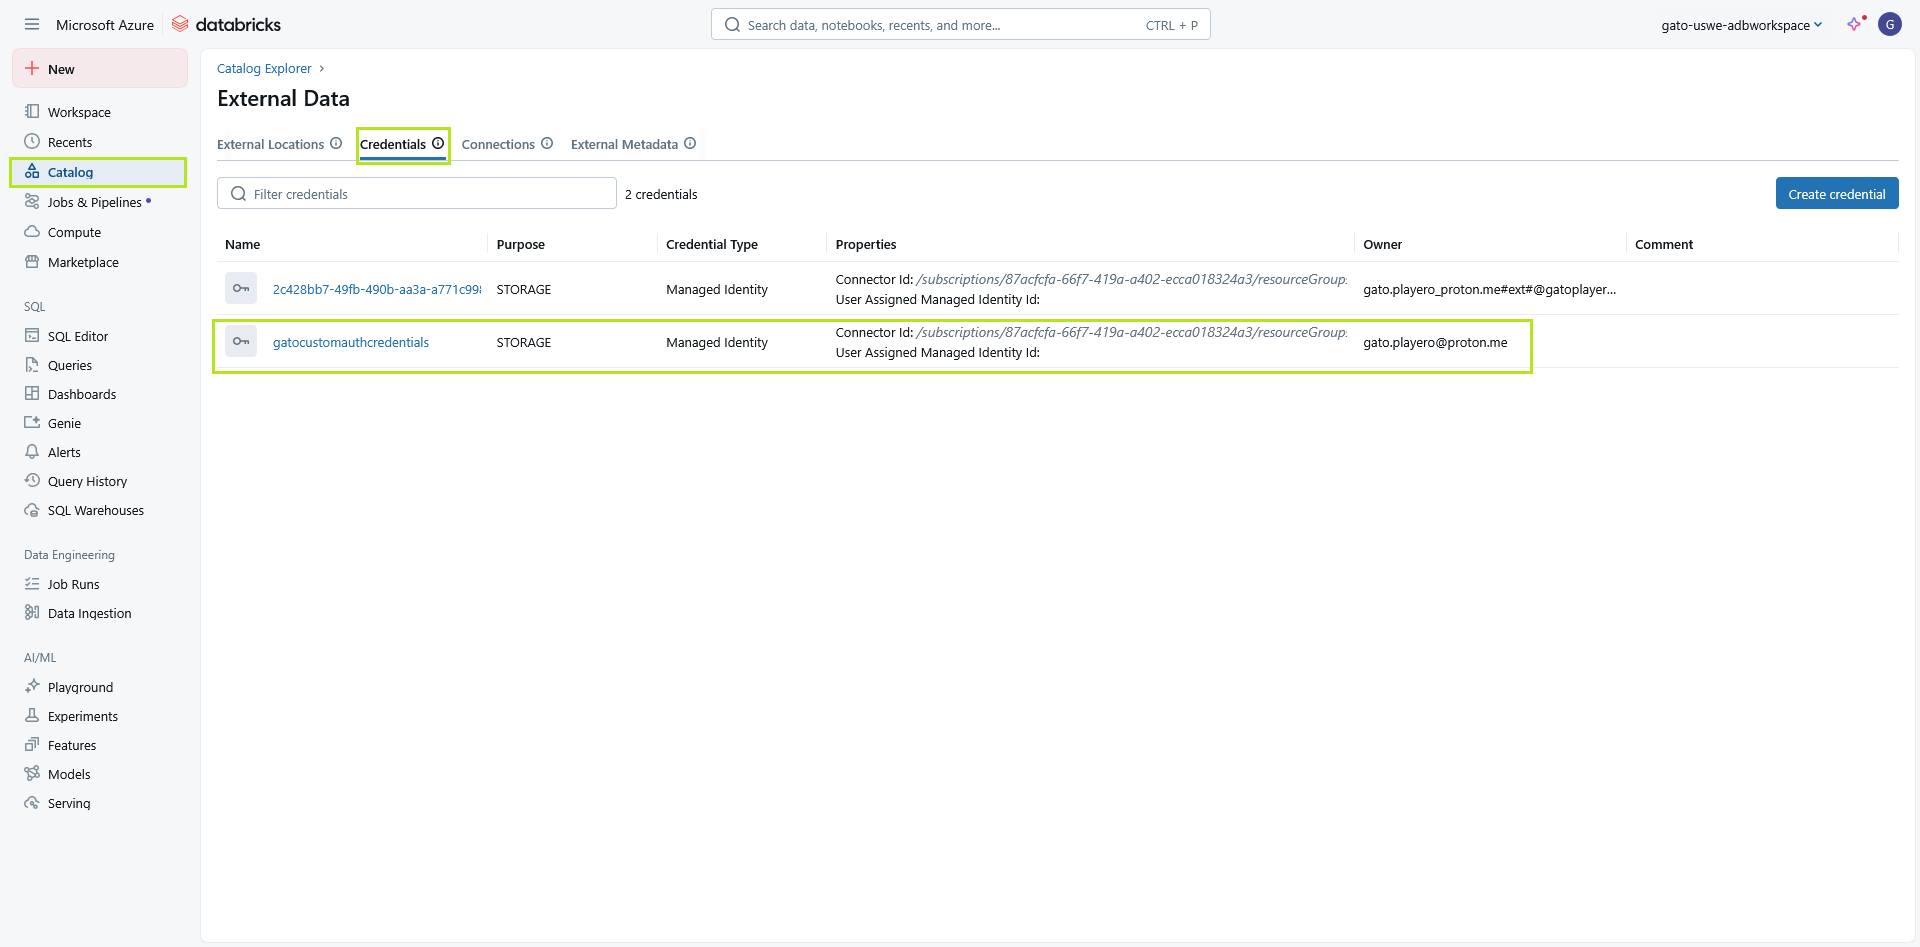 Microsoft Azure databricks
Search data, notebooks, recents, and more... CTRL + P
gato-uswe-adbworkspace G
New
Workspace
Recents
Catalog
Jobs & Pipelines
Compute
Marketplace
SQL
SQL Editor
Queries
Dashboards
Genie
Alerts
Query History
SQL Warehouses
Data Engineering
Job Runs
Data Ingestion
AI/ML
Playground
Experiments
Features
Models
Serving
Catalog Explorer
External Data
External Locations Credentials Connections External Metadata
Filter credentials 2 credentials Create credential
Name Purpose Credential Type Properties Owner Comment
2c428bb7-49fb-490b-aa3a-a771c998 STORAGE Managed Identity Connector Id: /subscriptions/87acfcfa-66f7-419a-a402-ecca018324a3/resourceGroup gato.playero_proton.me#ext#@gatoplayer...
User Assigned Managed Identity Id:
gatocustomauthcredentials STORAGE Managed Identity Connector Id: /subscriptions/87acfcfa-66f7-419a-a402-ecca018324a3/resourceGroup gato.playero@proton.me
User Assigned Managed Identity Id: